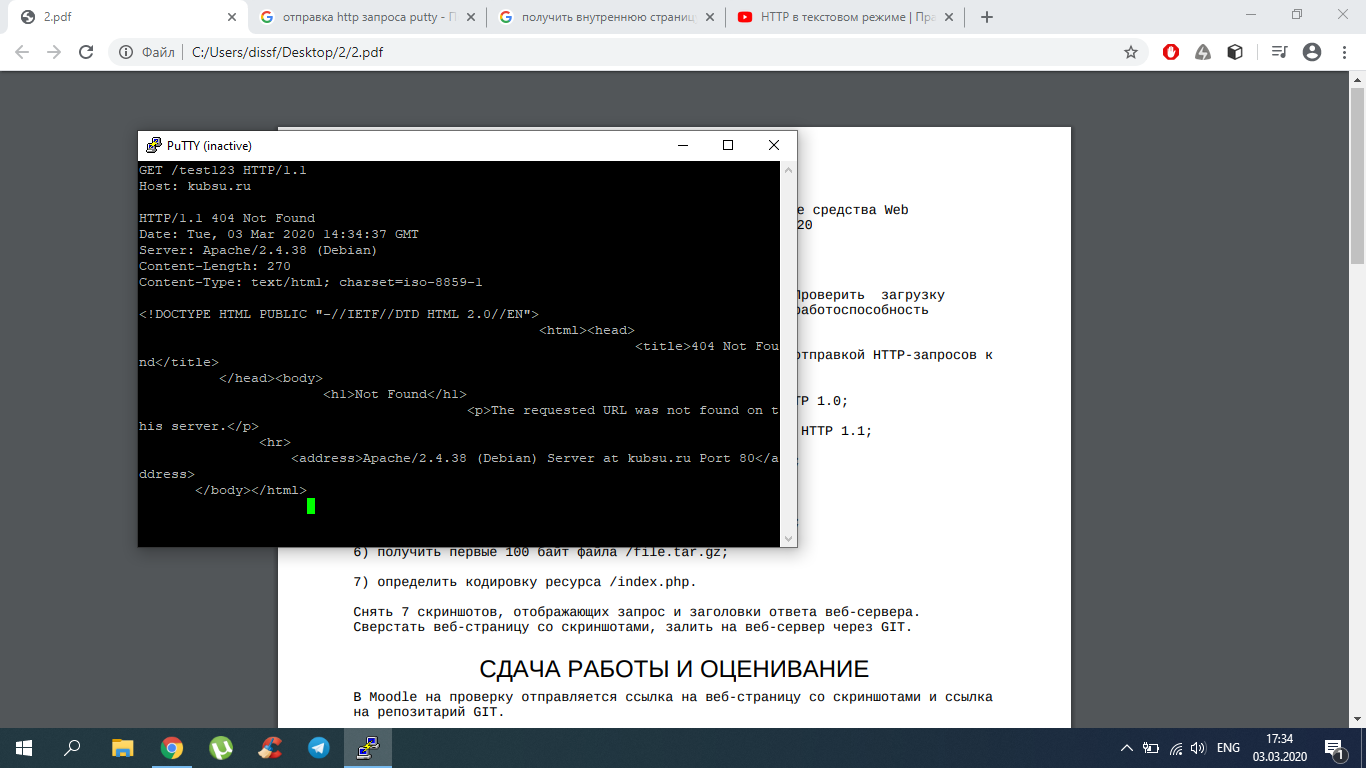 2.pdf
отправка http запроса putty - П
получить внутреннюю страниц
HTTP в текстовом режиме | Пра
Файл
C:/Users/dissf/Desktop/2/2.pdf
PuTTY (inactive)
GET /test123 HTTP/1.1
Host: kubsu.ru
HTTP/1.1 404 Not Found
Date: Tue, 03 Mar 2020 14:34:37 GMT
Server: Apache/2.4.38 (Debian)
Content-Length: 270
Content-Type: text/html; charset=iso-8859-1
<!DOCTYPE HTML PUBLIC "-//IETF//DTD HTML 2.0//EN">
<html><head>
<title>404 Not Fou
nd</title>
</head><body>
<h1>Not Found</h1>
<p>The requested URL was not found on t
his server.</p>
<hr>
<address>Apache/2.4.38 (Debian) Server at kubsu.ru Port 80</a
ddress>
</body></html>
е средства Web
20
Проверить загрузку
работоспособность
отправкой HTTP-запросов к
TP 1.0;
HTTP 1.1;
;
;
6) получить первые 100 байт файла /file.tar.gz;
7) определить кодировку ресурса /index.php.
Снять 7 скриншотов, отображающих запрос и заголовки ответа веб-сервера.
Сверстать веб-страницу со скриншотами, залить на веб-сервер через GIT.
СДАЧА РАБОТЫ И ОЦЕНИВАНИЕ
В Moodle на проверку отправляется ссылка на веб-страницу со скриншотами и ссылка
на репозитарий GIT.
ENG
17:34
03.03.2020
1